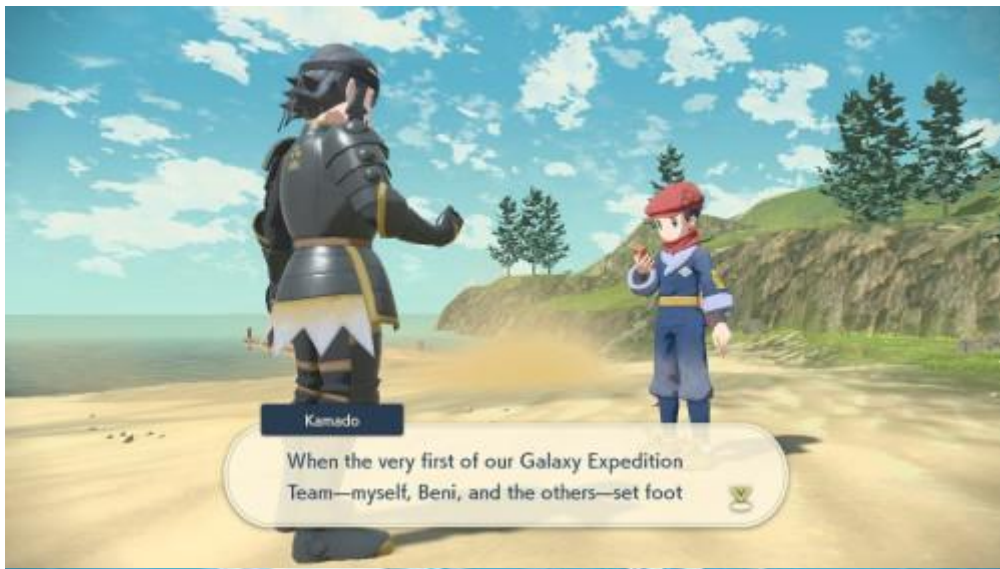 Kamado
When the very first of our Galaxy Expedition
Team—myself, Beni, and the others—set foot